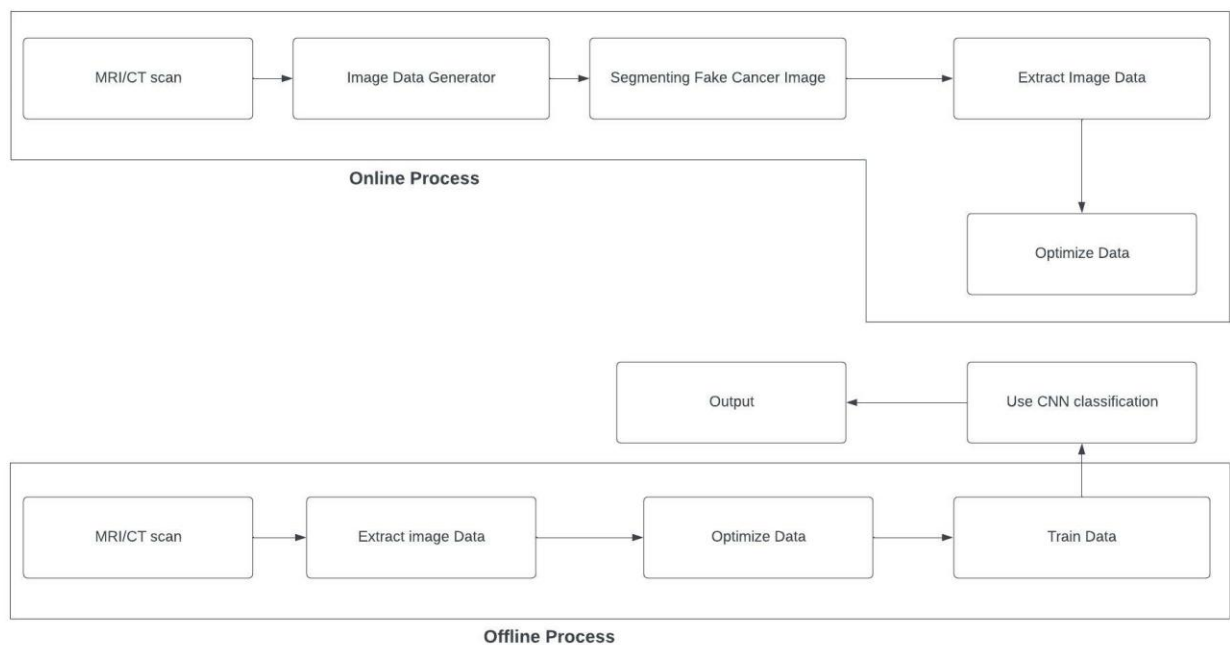 MRI/CT scan
Image Data Generator
Segmenting Fake Cancer Image
Extract Image Data
Online Process
Optimize Data
Output
Use CNN classification
MRI/CT scan
Extract image Data
Optimize Data
Train Data
Offline Process